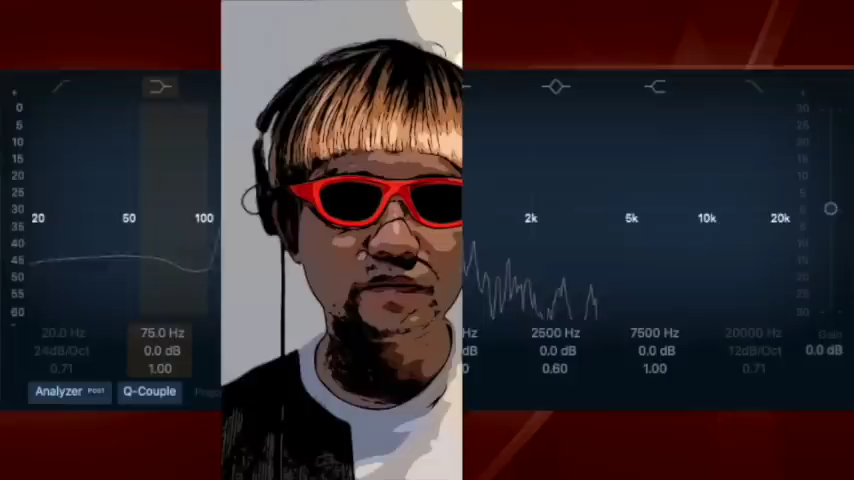 0
5
10
15
20
25
30
35
40
45
50
55
60
20 50 100 2k 5k 10k 20k
20.0 Hz 75.0 Hz Hz 2500 Hz 7500 Hz 20000 Hz Gain
24dB/Oct 0.0 dB dB 0.0 dB 0.0 dB 12dB/Oct 0.0 dB
0.71 1.00 0.60 1.00 0.71
Analyzer POST Q-Couple